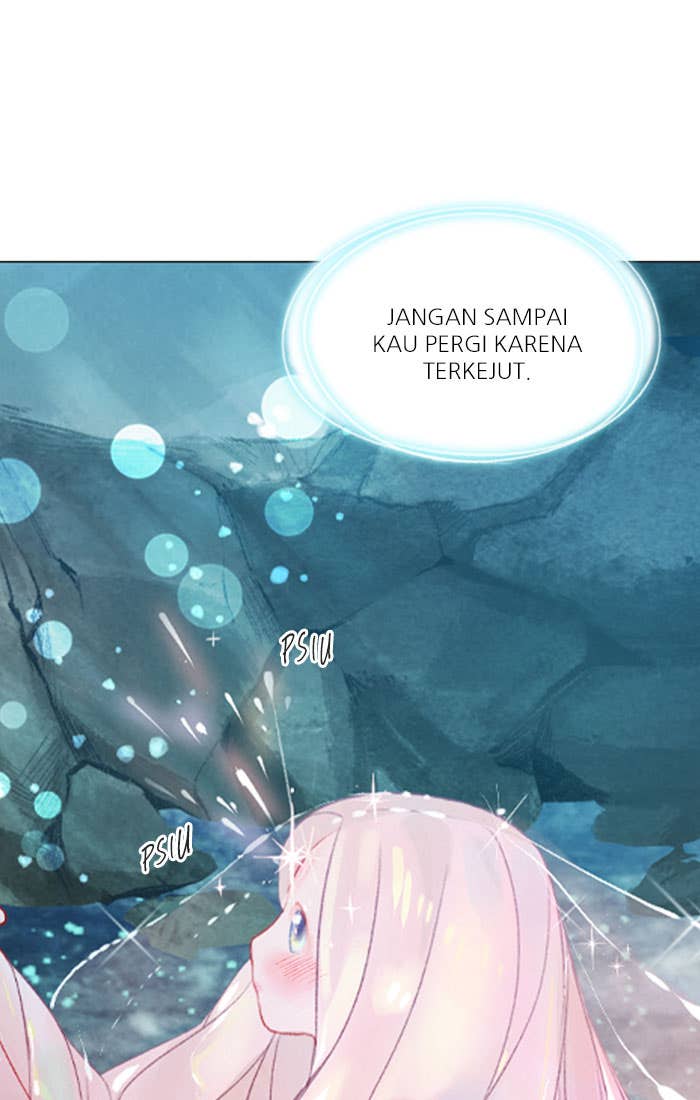 JANGAN SAMPAI
KAU PERGI KARENA
TERKEJUT.
PSIU
PSIU